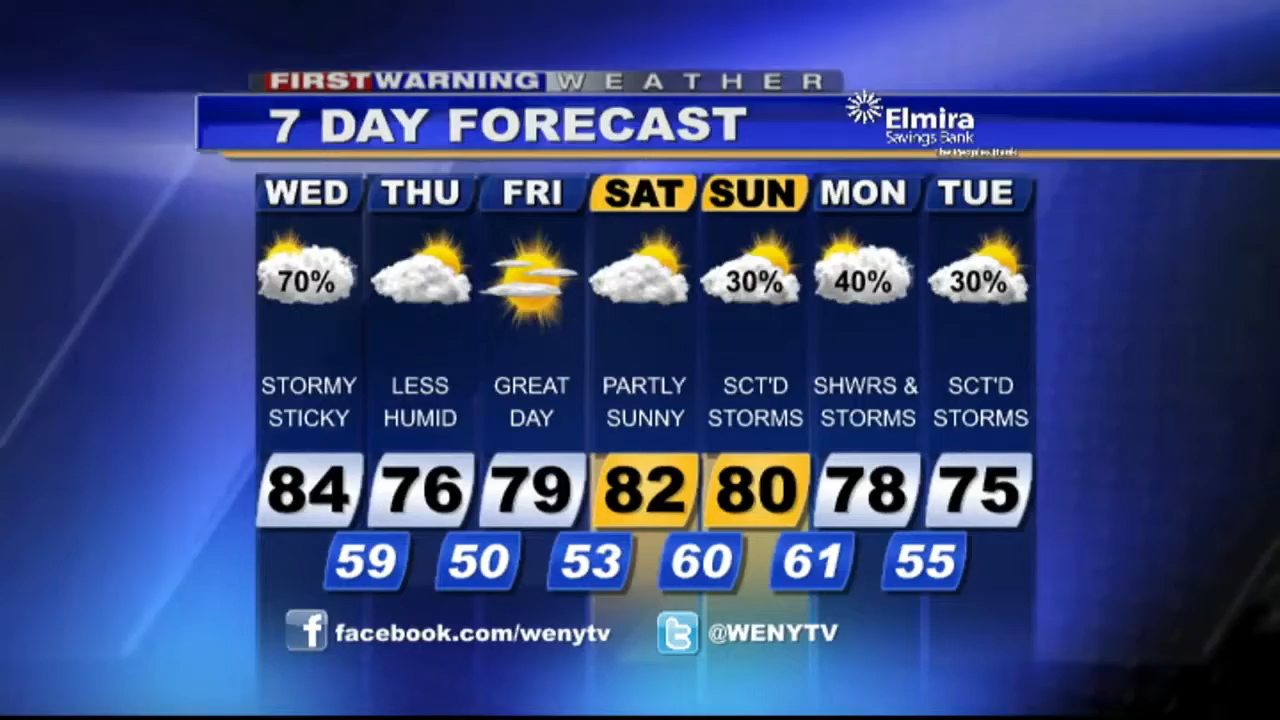 FIRST WARNING WEATHER
7 DAY FORECAST
Elmira
Savings Bank
WED THU FRI SAT SUN MON TUE
70% 30% 40% 30%
STORMY LESS GREAT PARTLY SCT'D SHWRS & SCT'D
STICKY HUMID DAY SUNNY STORMS STORMS STORMS
84 76 79 82 80 78 75
59 50 53 60 61 55
f facebook.com/wenytv t @WENYTV